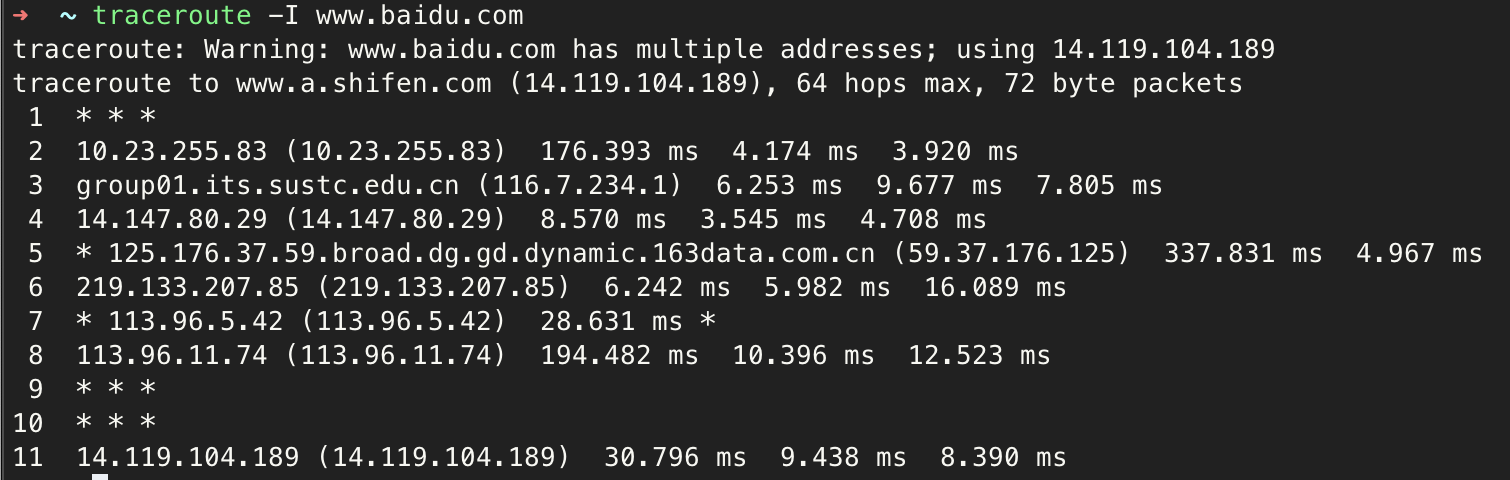 ➜  ~ traceroute -I www.baidu.com
traceroute: Warning: www.baidu.com has multiple addresses; using 14.119.104.189
traceroute to www.a.shifen.com (14.119.104.189), 64 hops max, 72 byte packets
 1  * * *
 2  10.23.255.83 (10.23.255.83)  176.393 ms  4.174 ms  3.920 ms
 3  group01.its.sustc.edu.cn (116.7.234.1)  6.253 ms  9.677 ms  7.805 ms
 4  14.147.80.29 (14.147.80.29)  8.570 ms  3.545 ms  4.708 ms
 5  * 125.176.37.59.broad.dg.gd.dynamic.163data.com.cn (59.37.176.125)  337.831 ms  4.967 ms
 6  219.133.207.85 (219.133.207.85)  6.242 ms  5.982 ms  16.089 ms
 7  * 113.96.5.42 (113.96.5.42)  28.631 ms *
 8  113.96.11.74 (113.96.11.74)  194.482 ms  10.396 ms  12.523 ms
 9  * * *
10  * * *
11  14.119.104.189 (14.119.104.189)  30.796 ms  9.438 ms  8.390 ms